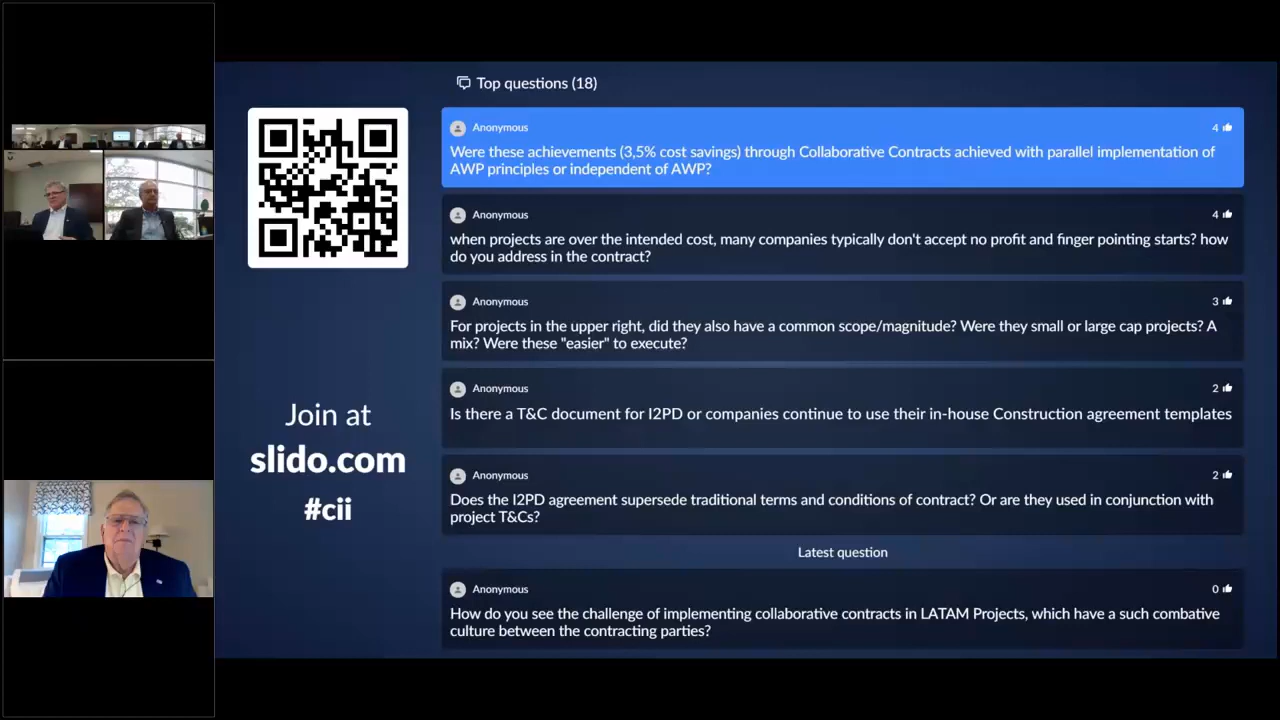 Top questions (18)
Anonymous
4
Were these achievements (3,5% cost savings) through Collaborative Contracts achieved with parallel implementation of
AWP principles or independent of AWP?
Anonymous
4
when projects are over the intended cost, many companies typically don't accept no profit and finger pointing starts? how
do you address in the contract?
Anonymous
3
For projects in the upper right, did they also have a common scope/magnitude? Were they small or large cap projects? A
mix? Were these "easier" to execute?
Anonymous
2
Is there a T&C document for I2PD or companies continue to use their in-house Construction agreement templates
Anonymous
2
Does the I2PD agreement supersede traditional terms and conditions of contract? Or are they used in conjunction with
project T&Cs?
Latest question
Anonymous
0
How do you see the challenge of implementing collaborative contracts in LATAM Projects, which have a such combative
culture between the contracting parties?
Join at
slido.com
#cii